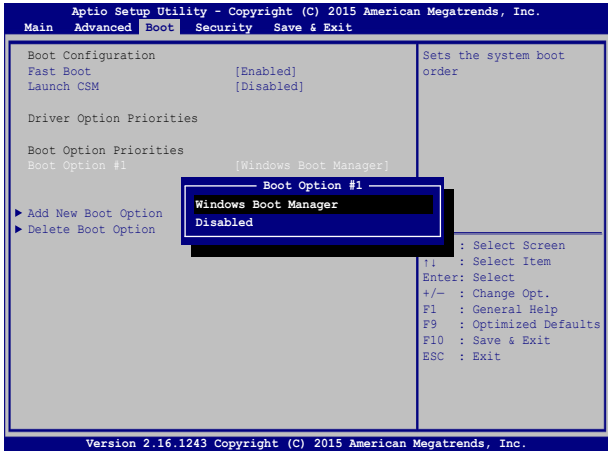 Aptio Setup Utility - Copyright (C) 2015 American Megatrends, Inc.
Main Advanced Boot Security Save & Exit
Boot Configuration
Fast Boot [Enabled]
Launch CSM [Disabled]
Driver Option Priorities
Boot Option Priorities
Boot Option #1 [Windows Boot Manager]
Add New Boot Option
Delete Boot Option
Boot Option #1
Windows Boot Manager
Disabled
Sets the system boot
order
: Select Screen
↑↓ : Select Item
Enter: Select
+/— : Change Opt.
F1 : General Help
F9 : Optimized Defaults
F10 : Save & Exit
ESC : Exit
Version 2.16.1243 Copyright (C) 2015 American Megatrends, Inc.